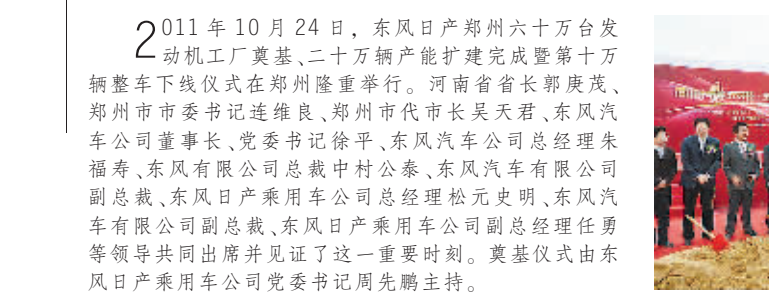 2011 年 10 月 24 日，东风日产郑州六十万台发
动机工厂奠基、二十万辆产能扩建完成暨第十万
辆整车下线仪式在郑州隆重举行。河南省省长郭庚茂、
郑州市市委书记连维良、郑州市代市长吴天君、东风汽
车公司董事长、党委书记徐平、东风汽车公司总经理朱
福寿、东风有限公司总裁中村公泰、东风汽车有限公司
副总裁、东风日产乘用车公司总经理松元史明、东风汽
车有限公司副总裁、东风日产乘用车公司副总经理任勇
等领导共同出席并见证了这一重要时刻。奠基仪式由东
风日产乘用车公司党委书记周先鹏主持。